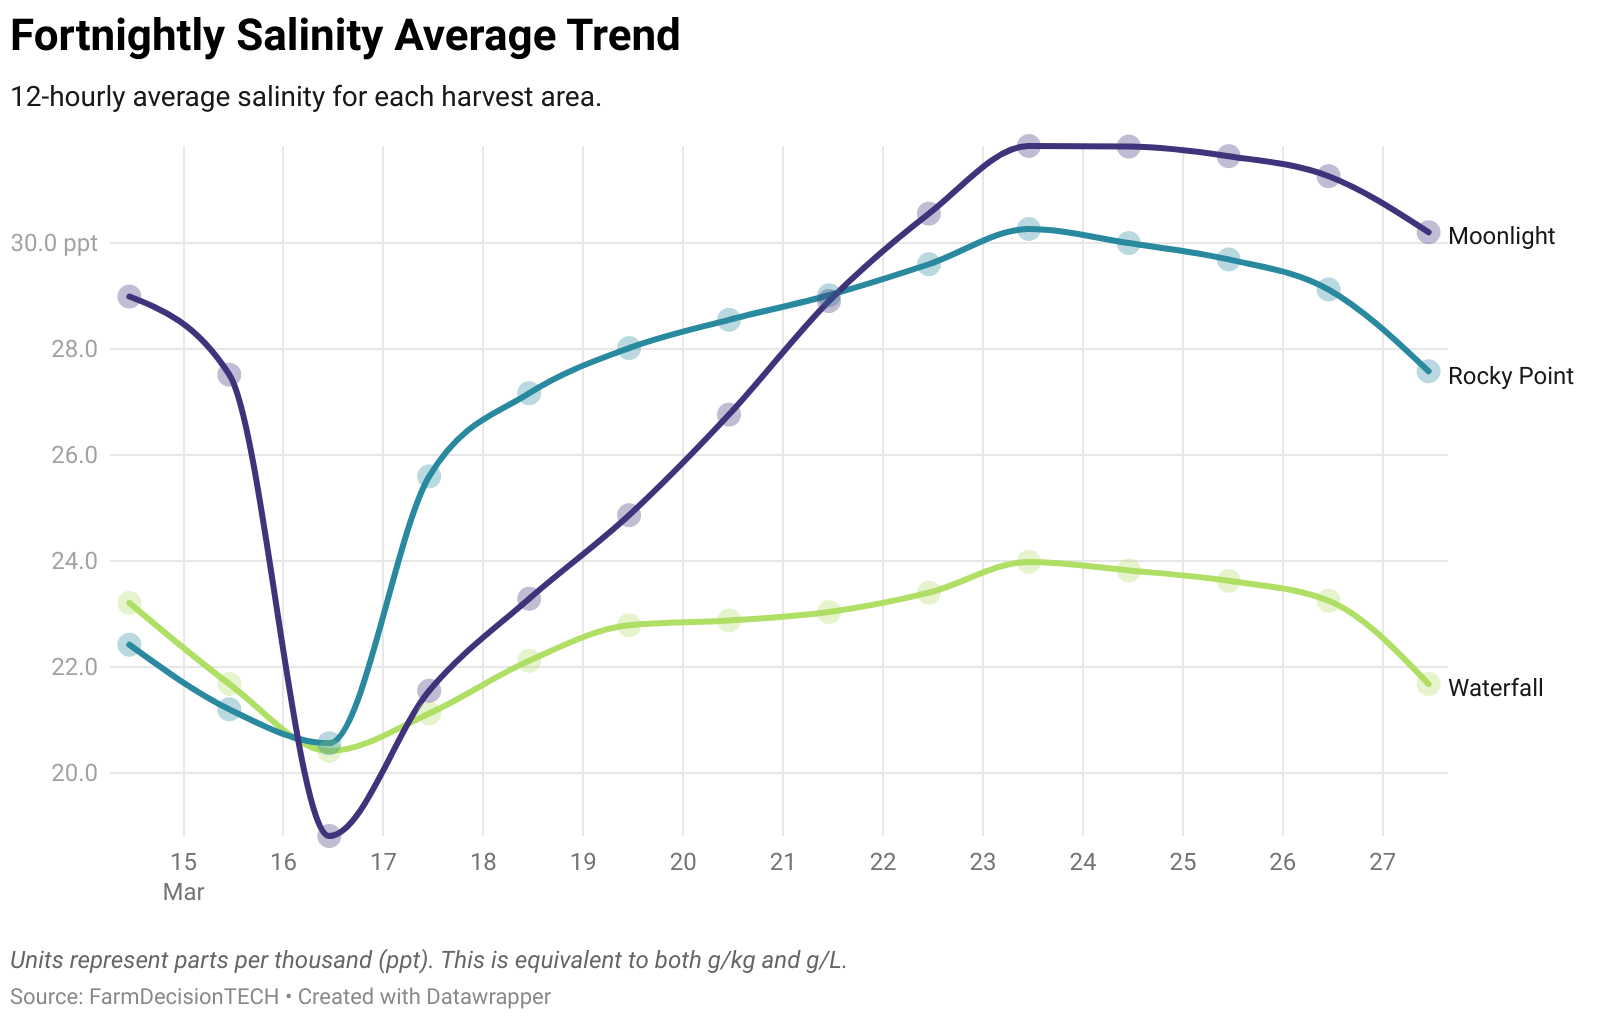 Fortnightly Salinity Average Trend
12-hourly average salinity for each harvest area.
30.0 ppt
28.0
26.0
24.0
22.0
20.0
Moonlight
Rocky Point
Waterfall
15 16 17 18 19 20 21 22 23 24 25 26 27
Mar
Units represent parts per thousand (ppt). This is equivalent to both g/kg and g/L.
Source: FarmDecisionTECH • Created with Datawrapper